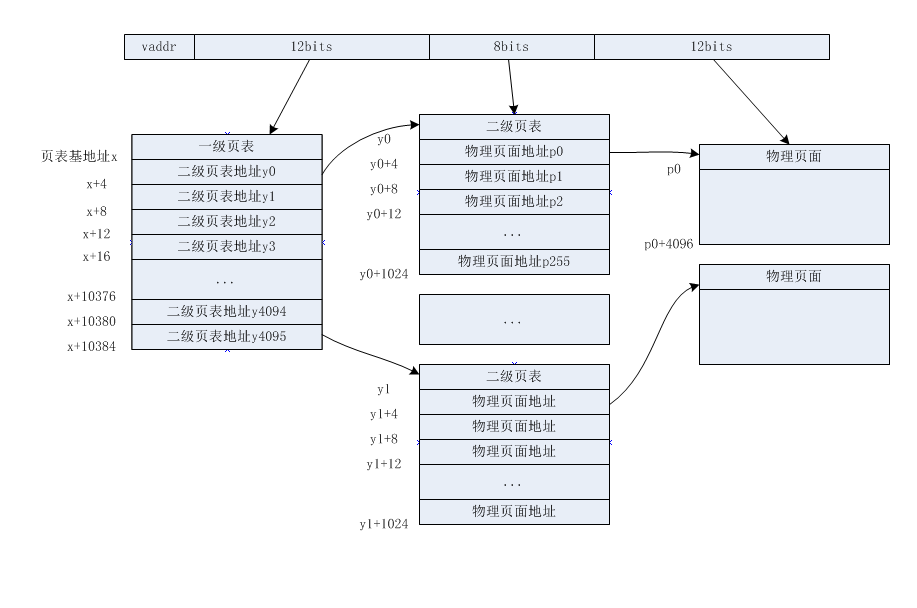 vaddr 12bits 8bits 12bits
页表基地址x
x+4
x+8
x+12
x+16
x+10376
x+10380
x+10384
一级页表
二级页表地址y0
二级页表地址y1
二级页表地址y2
二级页表地址y3
...
二级页表地址y4094
二级页表地址y4095
y0
y0+4
y0+8
y0+12
y0+1024
二级页表
物理页面地址p0
物理页面地址p1
物理页面地址p2
...
物理页面地址p255
...
y1
y1+4
y1+8
y1+12
y1+1024
二级页表
物理页面地址
物理页面地址
物理页面地址
...
物理页面地址
p0
p0+4096
物理页面
物理页面